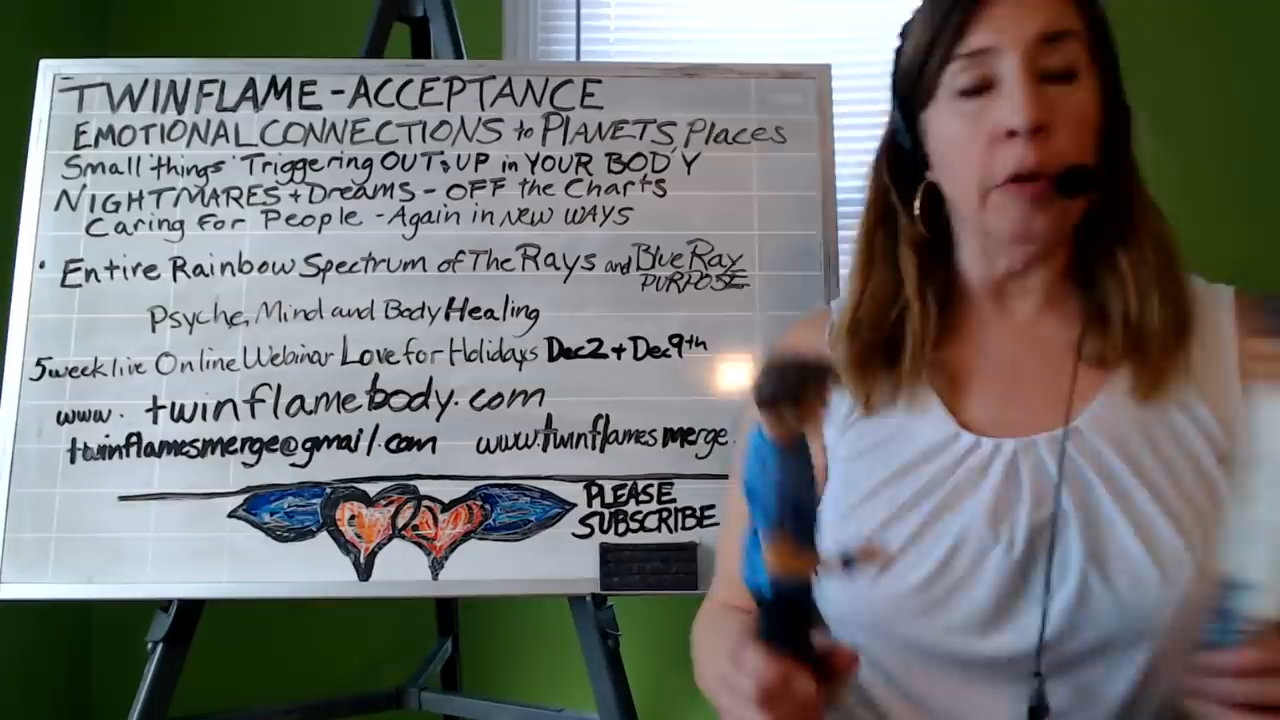 TWINFLAME-ACCEPTANCE
EMOTIONAL CONNECTIONS to PLANETS, Places
Small things Triggering OUT & UP in YOUR BODY
NIGHTMARES + Dreams - OFF the Charts
Caring For People - Again in NEW WAYS
• Entire Rainbow Spectrum of The Rays and Blue Ray
PURPOSE
Psyche, Mind and Body Healing
5 week live Online Webinar Love for Holidays Dec 2 + Dec 9th
www. twinflamebody.com
twinflamesmerge@gmail.com www.twinflamesmerge.
PLEASE
SUBSCRIBE